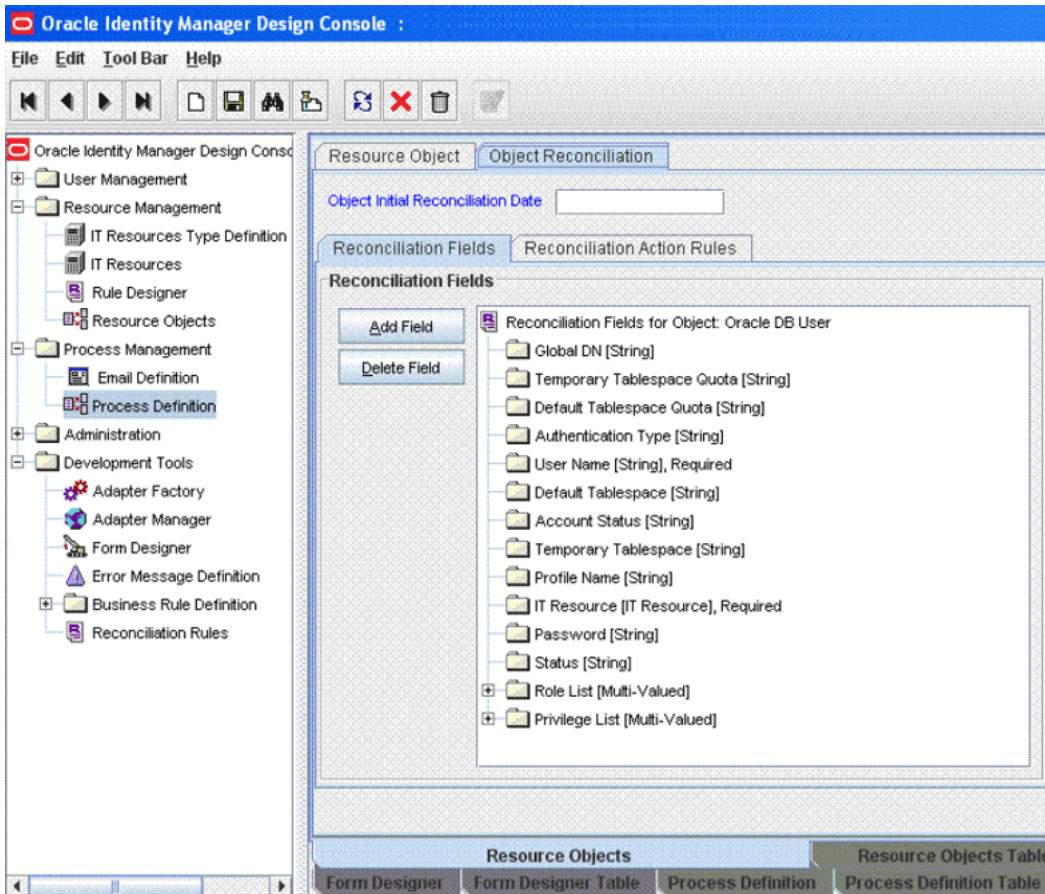 Oracle Identity Manager Design Console :
File Edit Tool Bar Help
Oracle Identity Manager Design Consc
User Management
Resource Management
IT Resources Type Definition
IT Resources
Rule Designer
Resource Objects
Process Management
Email Definition
Process Definition
Administration
Development Tools
Adapter Factory
Adapter Manager
Form Designer
Error Message Definition
Business Rule Definition
Reconciliation Rules
Resource Object Object Reconciliation
Object Initial Reconciliation Date
Reconciliation Fields Reconciliation Action Rules
Reconciliation Fields
Add Field
Delete Field
Reconciliation Fields for Object: Oracle DB User
Global DN [String]
Temporary Tablespace Quota [String]
Default Tablespace Quota [String]
Authentication Type [String]
User Name [String], Required
Default Tablespace [String]
Account Status [String]
Temporary Tablespace [String]
Profile Name [String]
IT Resource [IT Resource], Required
Password [String]
Status [String]
Role List [Multi-Valued]
Privilege List [Multi-Valued]
Resource Objects Resource Objects Table
Form Designer Form Designer Table Process Definition Process Definition Table